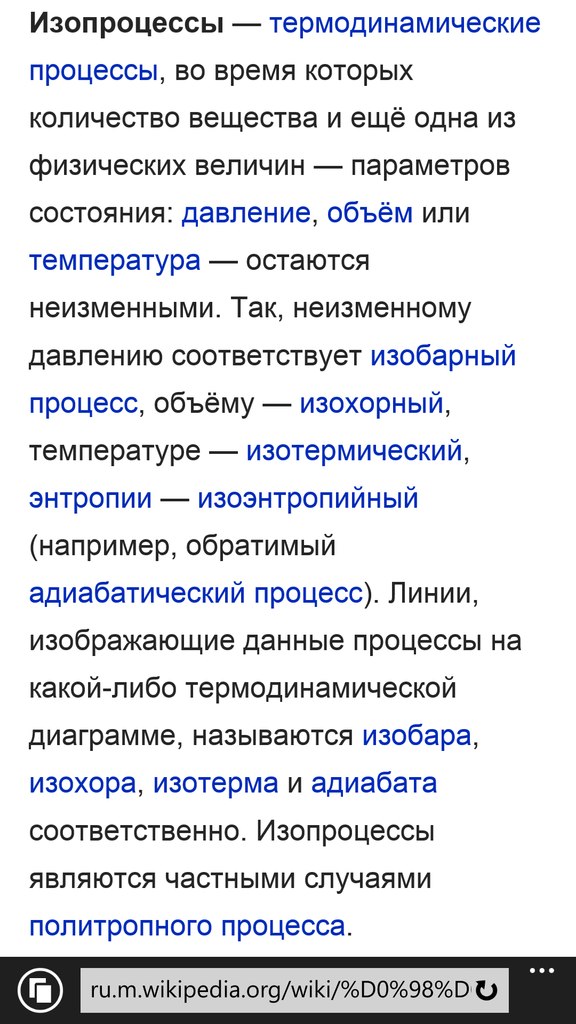 Изопроцессы — термодинамические
процессы, во время которых
количество вещества и ещё одна из
физических величин — параметров
состояния: давление, объём или
температура — остаются
неизменными. Так, неизменному
давлению соответствует изобарный
процесс, объёму — изохорный,
температуре — изотермический,
энтропии — изоэнтропийный
(например, обратимый
адиабатический процесс). Линии,
изображающие данные процессы на
какой-либо термодинамической
диаграмме, называются изобара,
изохора, изотерма и адиабата
соответственно. Изопроцессы
являются частными случаями
политропного процесса.
ru.m.wikipedia.org/wiki/%D0%98%D